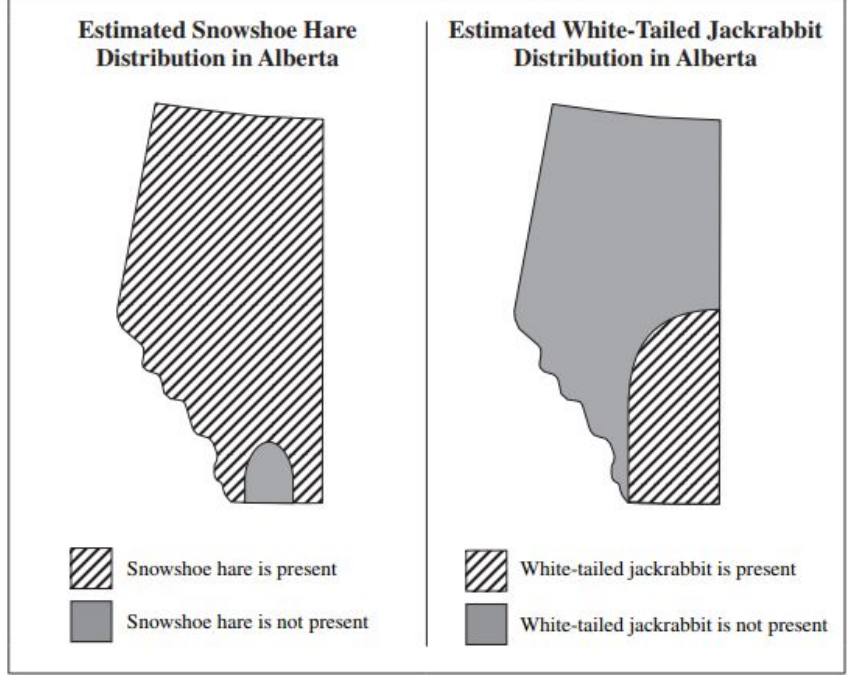 Estimated Snowshoe Hare
Distribution in Alberta
Estimated White-Tailed Jackrabbit
Distribution in Alberta
Snowshoe hare is present
Snowshoe hare is not present
White-tailed jackrabbit is present
White-tailed jackrabbit is not present